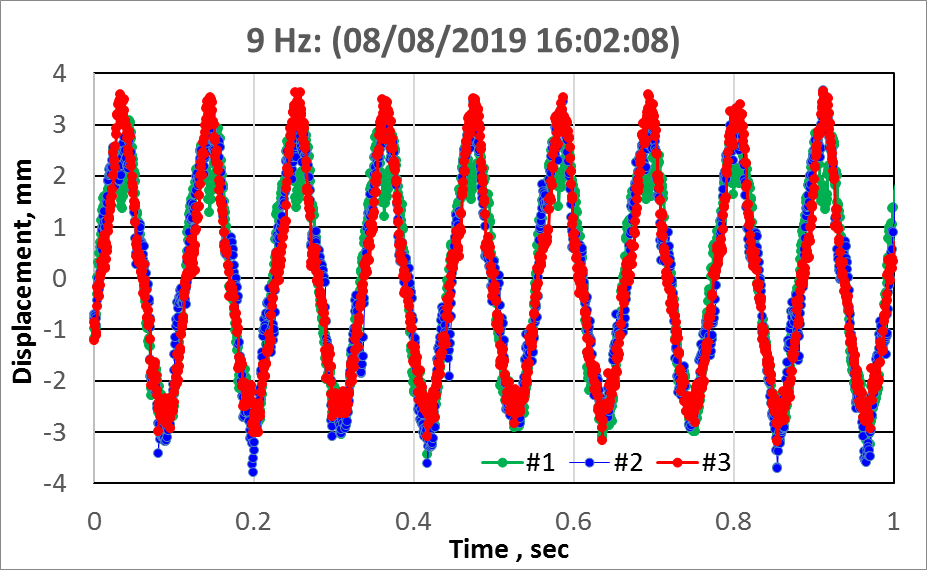 9 Hz: (08/08/2019 16:02:08)
Displacement, mm
4
3
2
1
0
-1
-2
-3
-4
#1 #2 #3
0 0.2 0.4 0.6 0.8 1
Time , sec